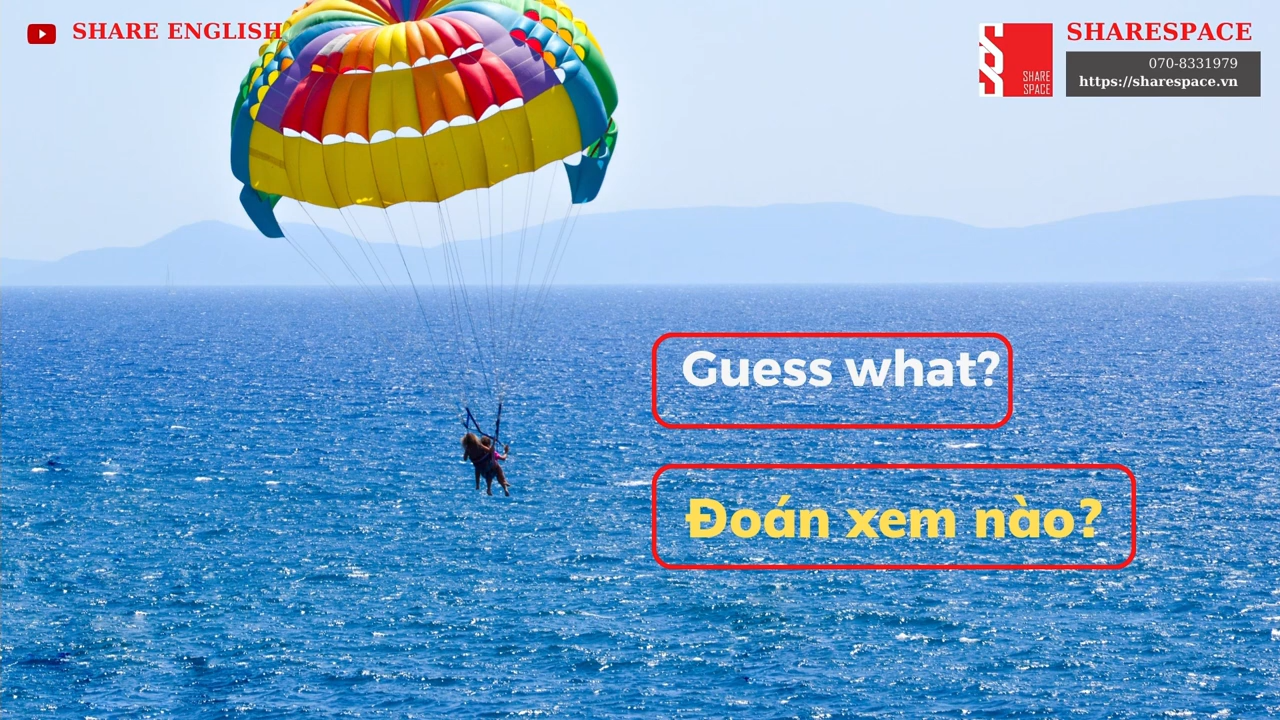 SHARE ENGLISH
SHARESPACE
070-8331979
https://sharespace.vn
SHARE
SPACE
Guess what?
Đoán xem nào?